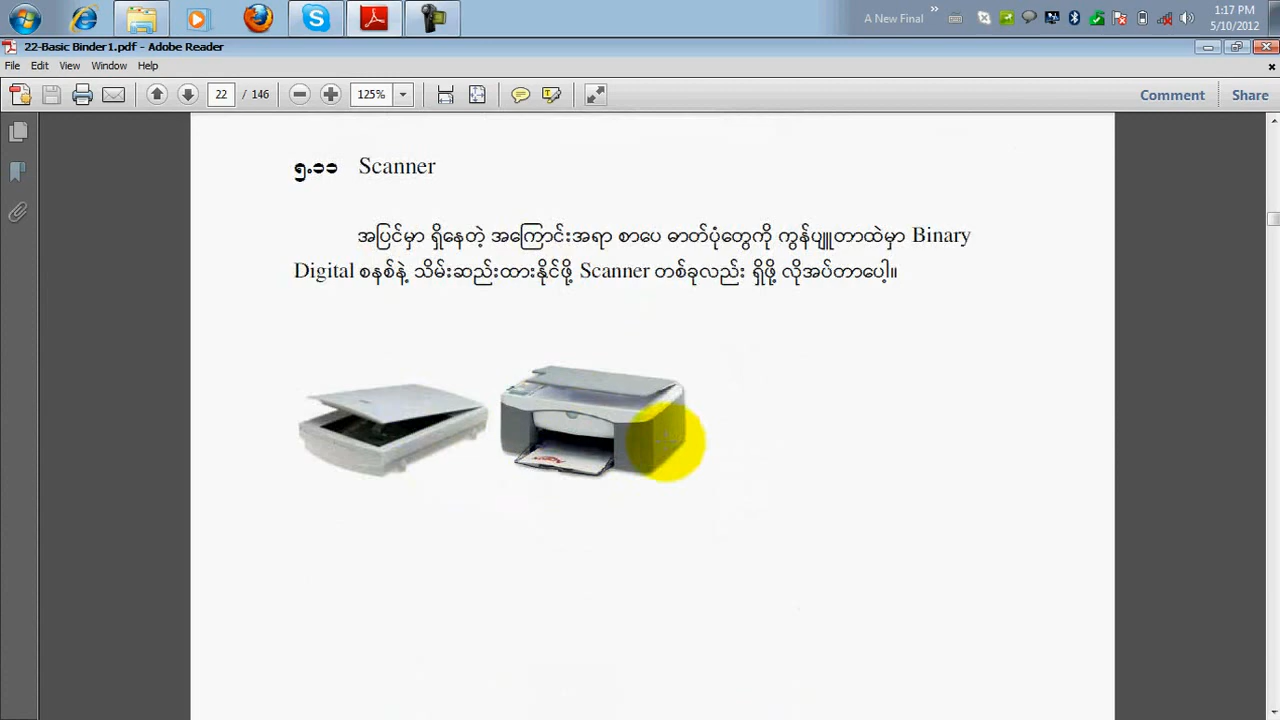 A New Final
1:17 PM
5/10/2012
22-Basic Binder1.pdf - Adobe Reader
File Edit View Window Help
22 / 146 125% Comment Share
၅.၁၁ Scanner
အပြင်မှာ ရှိနေတဲ့ အကြောင်းအရာ စာပေ ဓာတ်ပုံတွေကို ကွန်ပျူတာထဲမှာ Binary
Digital စနစ်နဲ့ သိမ်းဆည်းထားနိုင်ဖို့ Scanner တစ်ခုလည်း ရှိဖို့ လိုအပ်တာပေါ့။